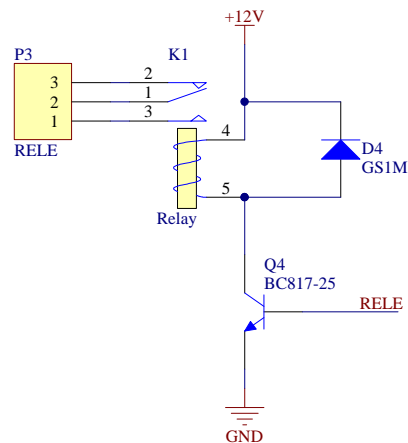 +12V
P3
K1
3
2
2
1
1
3
RELE
4
5
Relay
D4
GS1M
Q4
BC817-25
RELE
GND